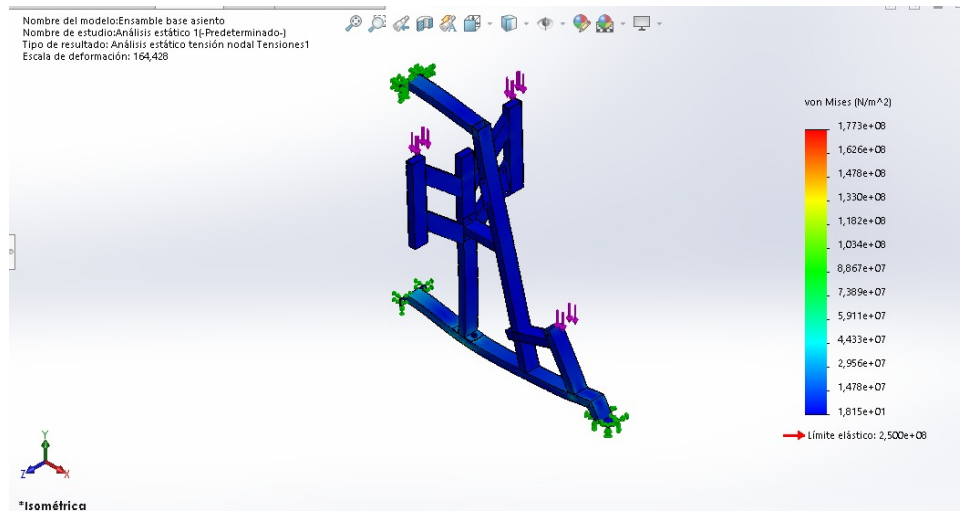 Nombre del modelo:Ensamble base asiento
Nombre de estudio:Análisis estático 1(-Predeterminado-)
Tipo de resultado: Análisis estático tensión nodal Tensiones1
Escala de deformación: 164,428
von Mises (N/m^2)
1,773e+08
1,626e+08
1,478e+08
1,330e+08
1,182e+08
1,034e+08
8,867e+07
7,389e+07
5,911e+07
4,433e+07
2,956e+07
1,478e+07
1,815e+01
Límite elástico: 2,500e+08
Y
Z
X
*Isométrica